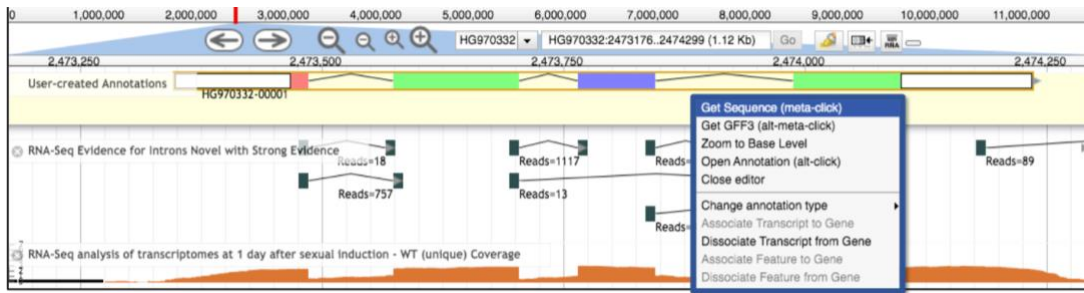 0 1,000,000 2,000,000 3,000,000 4,000,000 5,000,000 6,000,000 7,000,000 8,000,000 9,000,000 10,000,000 11,000,000
HG970332 HG970332:2473176..2474299 (1.12 Kb) Go
2,473,250 2,473,500 2,473,750 2,474,000 2,474,250
User-created Annotations
HG970332-00001
Get Sequence (meta-click)
Get GFF3 (alt-meta-click)
Zoom to Base Level
Open Annotation (alt-click)
Close editor
Change annotation type
Associate Transcript to Gene
Dissociate Transcript from Gene
Associate Feature to Gene
Dissociate Feature from Gene
RNA-Seq Evidence for Introns Novel with Strong Evidence
Reads=18 Reads=1117 Reads= Reads=89
Reads=757 Reads=13
Reads=
RNA-Seq analysis of transcriptomes at 1 day after sexual induction - WT (unique) Coverage